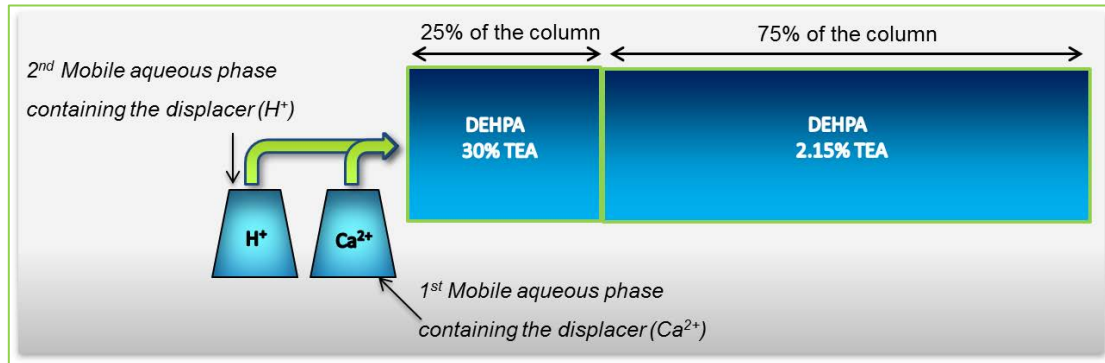 25% of the column
75% of the column
2nd Mobile aqueous phase
containing the displacer (H+)
DEHPA
30% TEA
DEHPA
2.15% TEA
H+
Ca2+
1st Mobile aqueous phase
containing the displacer (Ca2+)